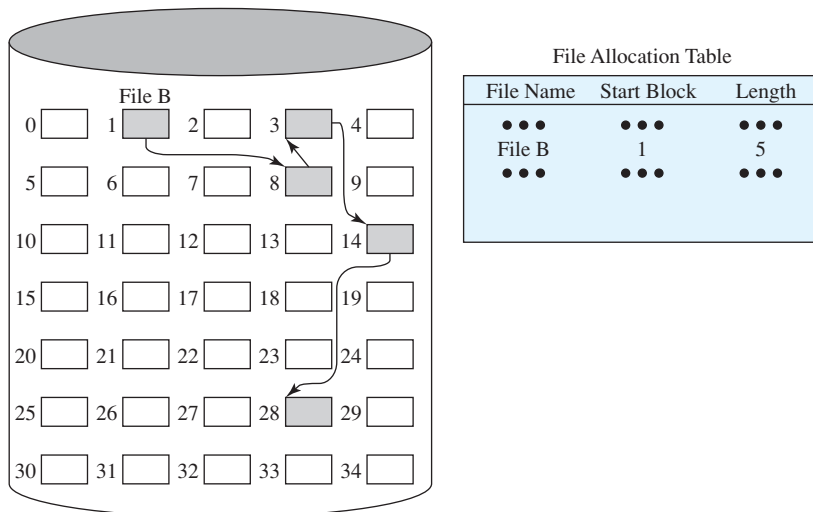 File B
0 1 2 3 4
5 6 7 8 9
10 11 12 13 14
15 16 17 18 19
20 21 22 23 24
25 26 27 28 29
30 31 32 33 34
File Allocation Table
File Name Start Block Length
••• ••• •••
File B 1 5
••• ••• •••